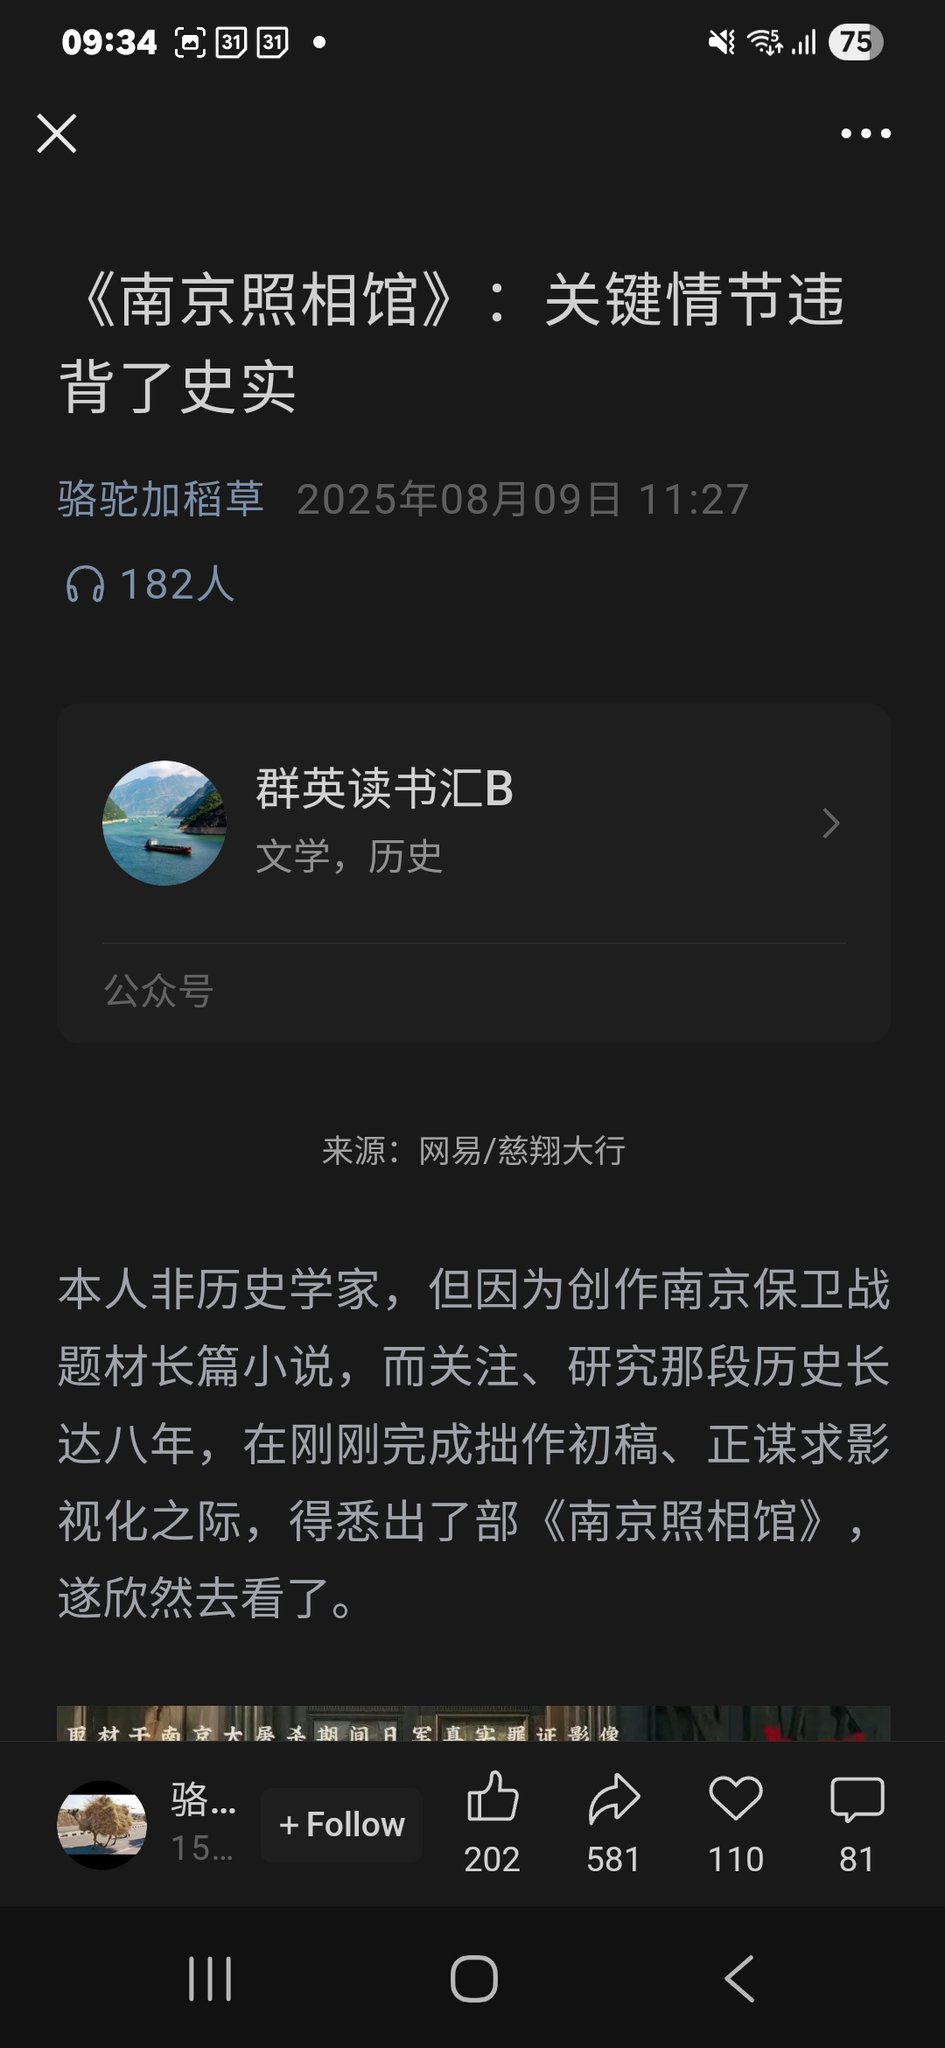 09:34
31
31
5
75
《南京照相馆》：关键情节违
背了史实
骆驼加稻草 2025年08月09日 11:27
182人
群英读书汇B
文学，历史
公众号
来源：网易/慈翔大行
本人非历史学家，但因为创作南京保卫战
题材长篇小说，而关注、研究那段历史长
达八年，在刚刚完成拙作初稿、正谋求影
视化之际，得悉出了部《南京照相馆》，
遂欣然去看了。
取材于南京大屠杀期间日军真实罪证影像
骆...
15...
+Follow
202
581
110
81